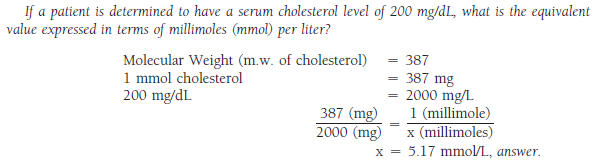 If a patient is determined to have a serum cholesterol level of 200 mg/dL, what is the equivalent
value expressed in terms of millimoles (mmol) per liter?
Molecular Weight (m.w. of cholesterol) = 387
1 mmol cholesterol = 387 mg
200 mg/dL = 2000 mg/L
387 (mg) / 2000 (mg) = 1 (millimole) / x (millimoles)
x = 5.17 mmol/L, answer.